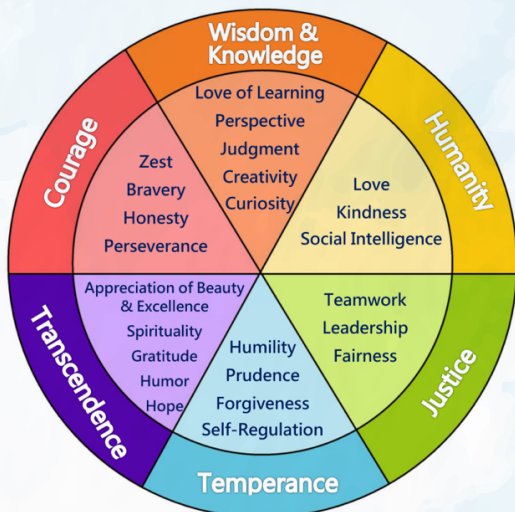 Wisdom &
Knowledge
Love of Learning
Perspective
Judgment
Creativity
Curiosity
Humanity
Love
Kindness
Social Intelligence
Justice
Teamwork
Leadership
Fairness
Temperance
Humility
Prudence
Forgiveness
Self-Regulation
Transcendence
Appreciation of Beauty
& Excellence
Spirituality
Gratitude
Humor
Hope
Courage
Zest
Bravery
Honesty
Perseverance